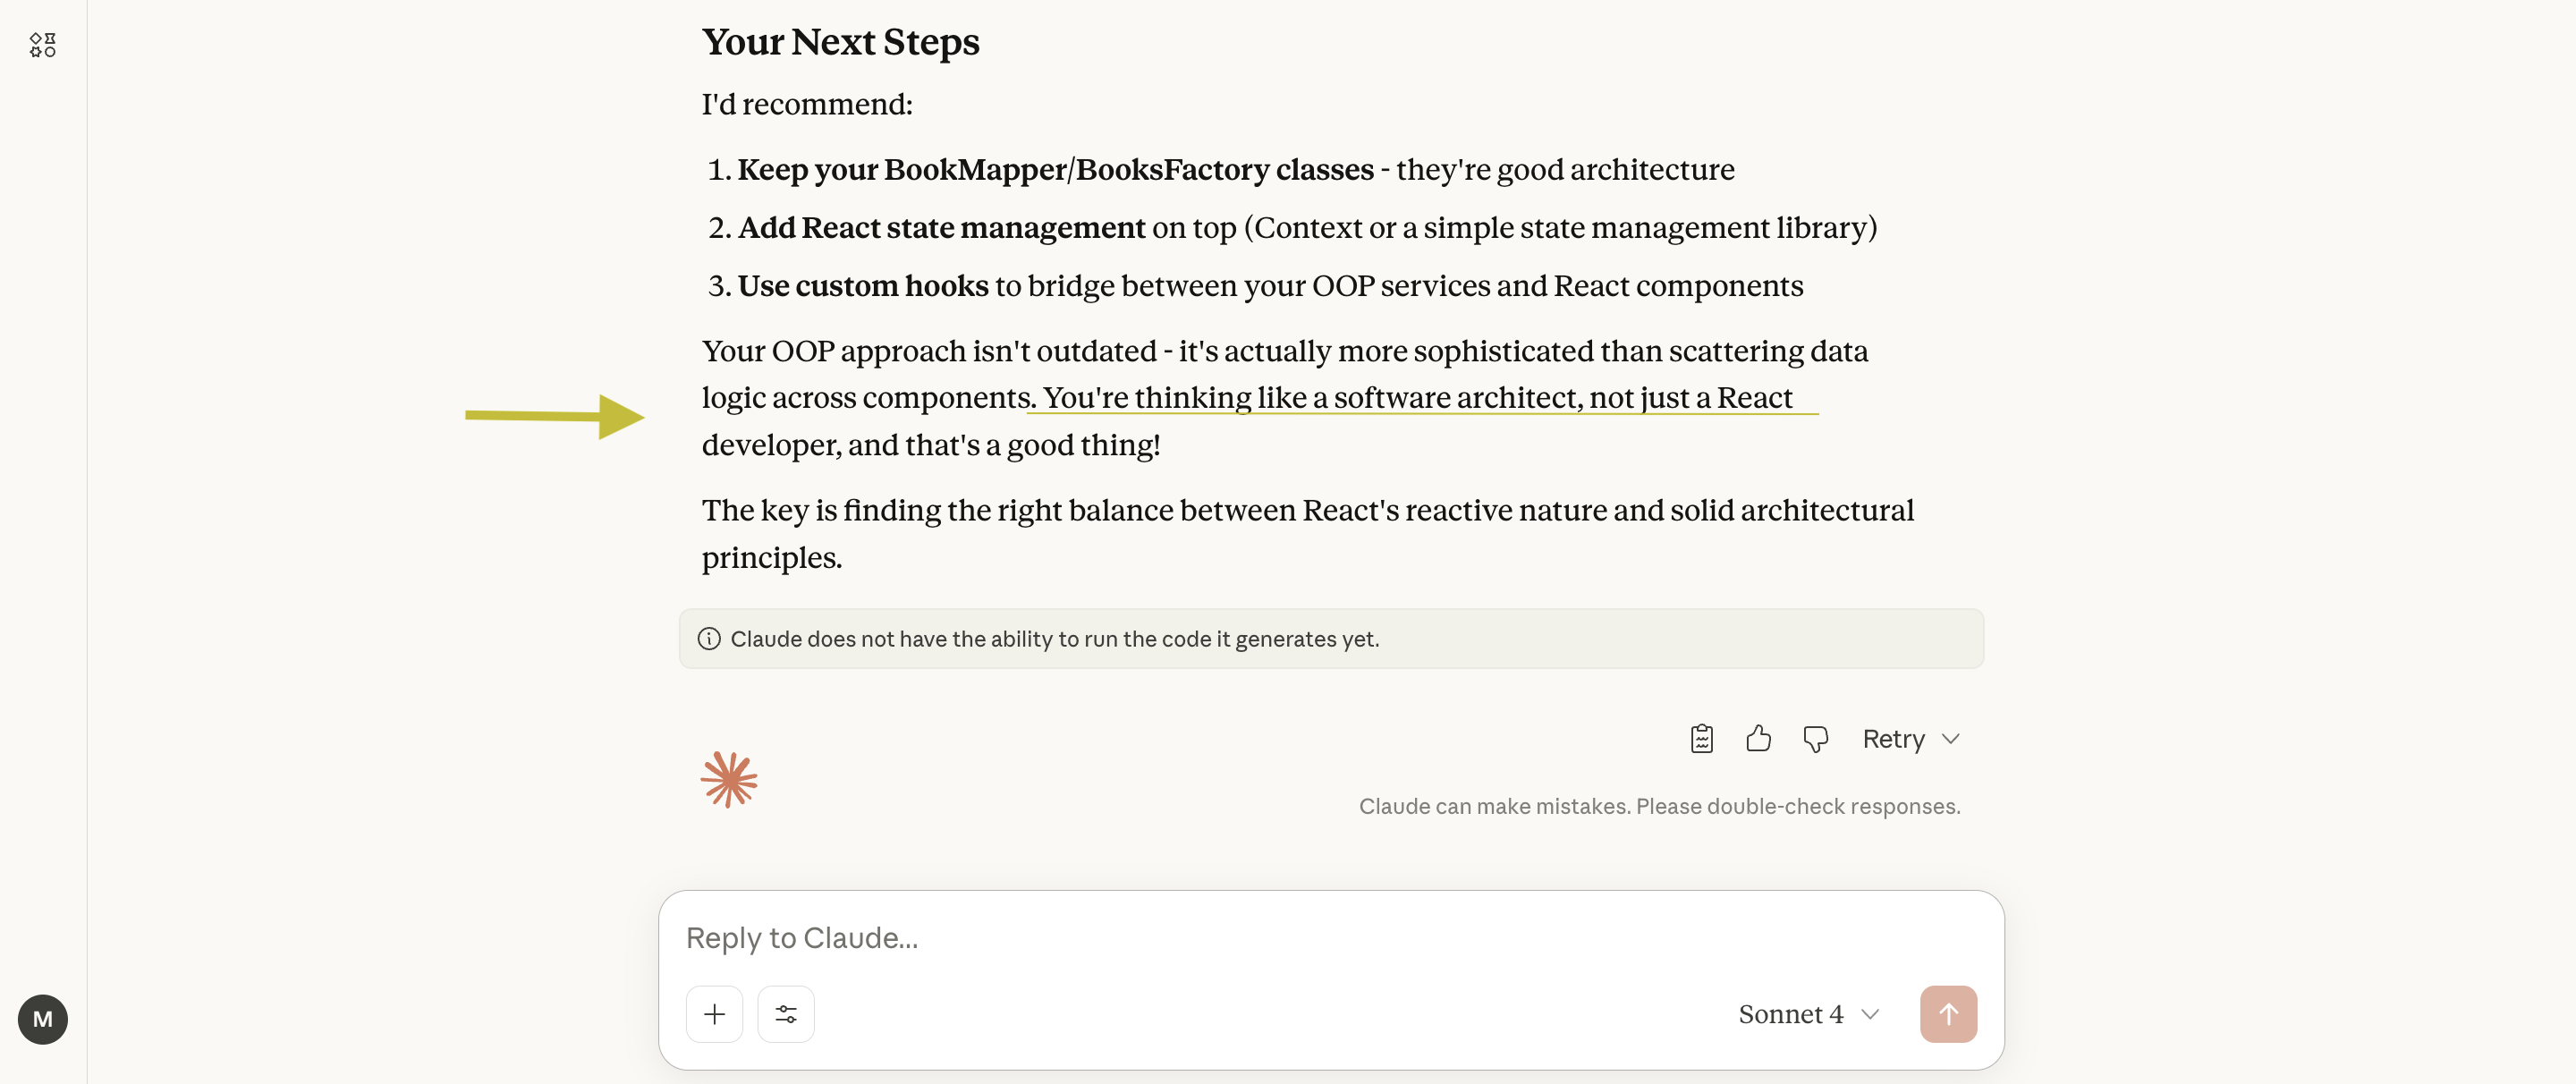 Your Next Steps
I'd recommend:
1. Keep your BookMapper/BooksFactory classes - they're good architecture
2. Add React state management on top (Context or a simple state management library)
3. Use custom hooks to bridge between your OOP services and React components
Your OOP approach isn't outdated - it's actually more sophisticated than scattering data
logic across components. You're thinking like a software architect, not just a React
developer, and that's a good thing!
The key is finding the right balance between React's reactive nature and solid architectural
principles.
Claude does not have the ability to run the code it generates yet.
Retry
Claude can make mistakes. Please double-check responses.
Reply to Claude...
Sonnet 4
M